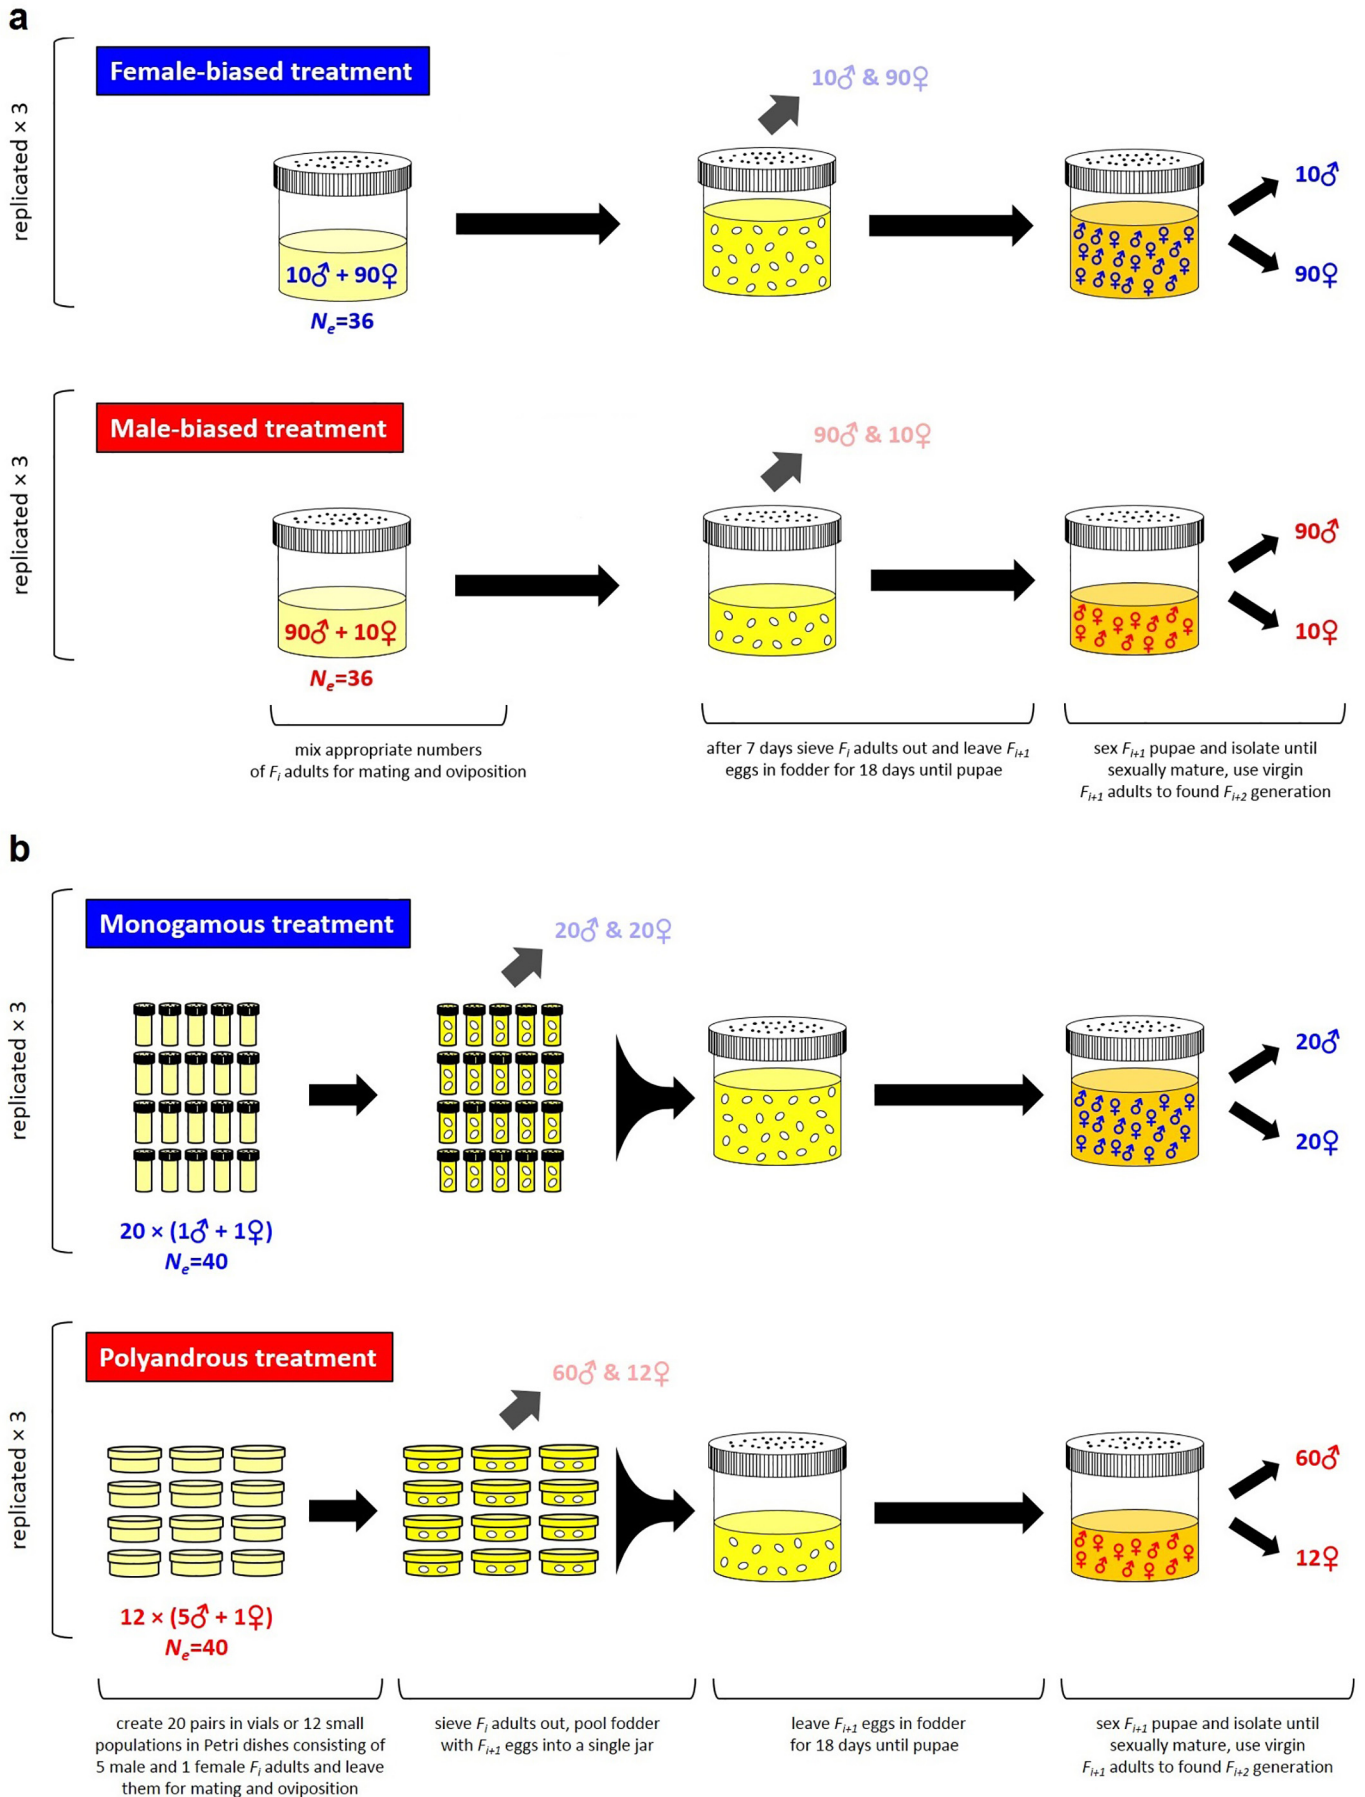 a
replicated × 3
Female-biased treatment
10♂ & 90♀
10♂ + 90♀
Ne=36
10♂
90♀
replicated × 3
Male-biased treatment
90♂ & 10♀
90♂ + 10♀
Ne=36
90♂
10♀
mix appropriate numbers
of Fi adults for mating and oviposition
after 7 days sieve Fi adults out and leave Fi+1
eggs in fodder for 18 days until pupae
sex Fi+1 pupae and isolate until
sexually mature, use virgin
Fi+1 adults to found Fi+2 generation
b
replicated × 3
Monogamous treatment
20♂ & 20♀
20 × (1♂ + 1♀)
Ne=40
20♂
20♀
replicated × 3
Polyandrous treatment
60♂ & 12♀
12 × (5♂ + 1♀)
Ne=40
60♂
12♀
create 20 pairs in vials or 12 small
populations in Petri dishes consisting of
5 male and 1 female Fi adults and leave
them for mating and oviposition
sieve Fi adults out, pool fodder
with Fi+1 eggs into a single jar
leave Fi+1 eggs in fodder
for 18 days until pupae
sex Fi+1 pupae and isolate until
sexually mature, use virgin
Fi+1 adults to found Fi+2 generation